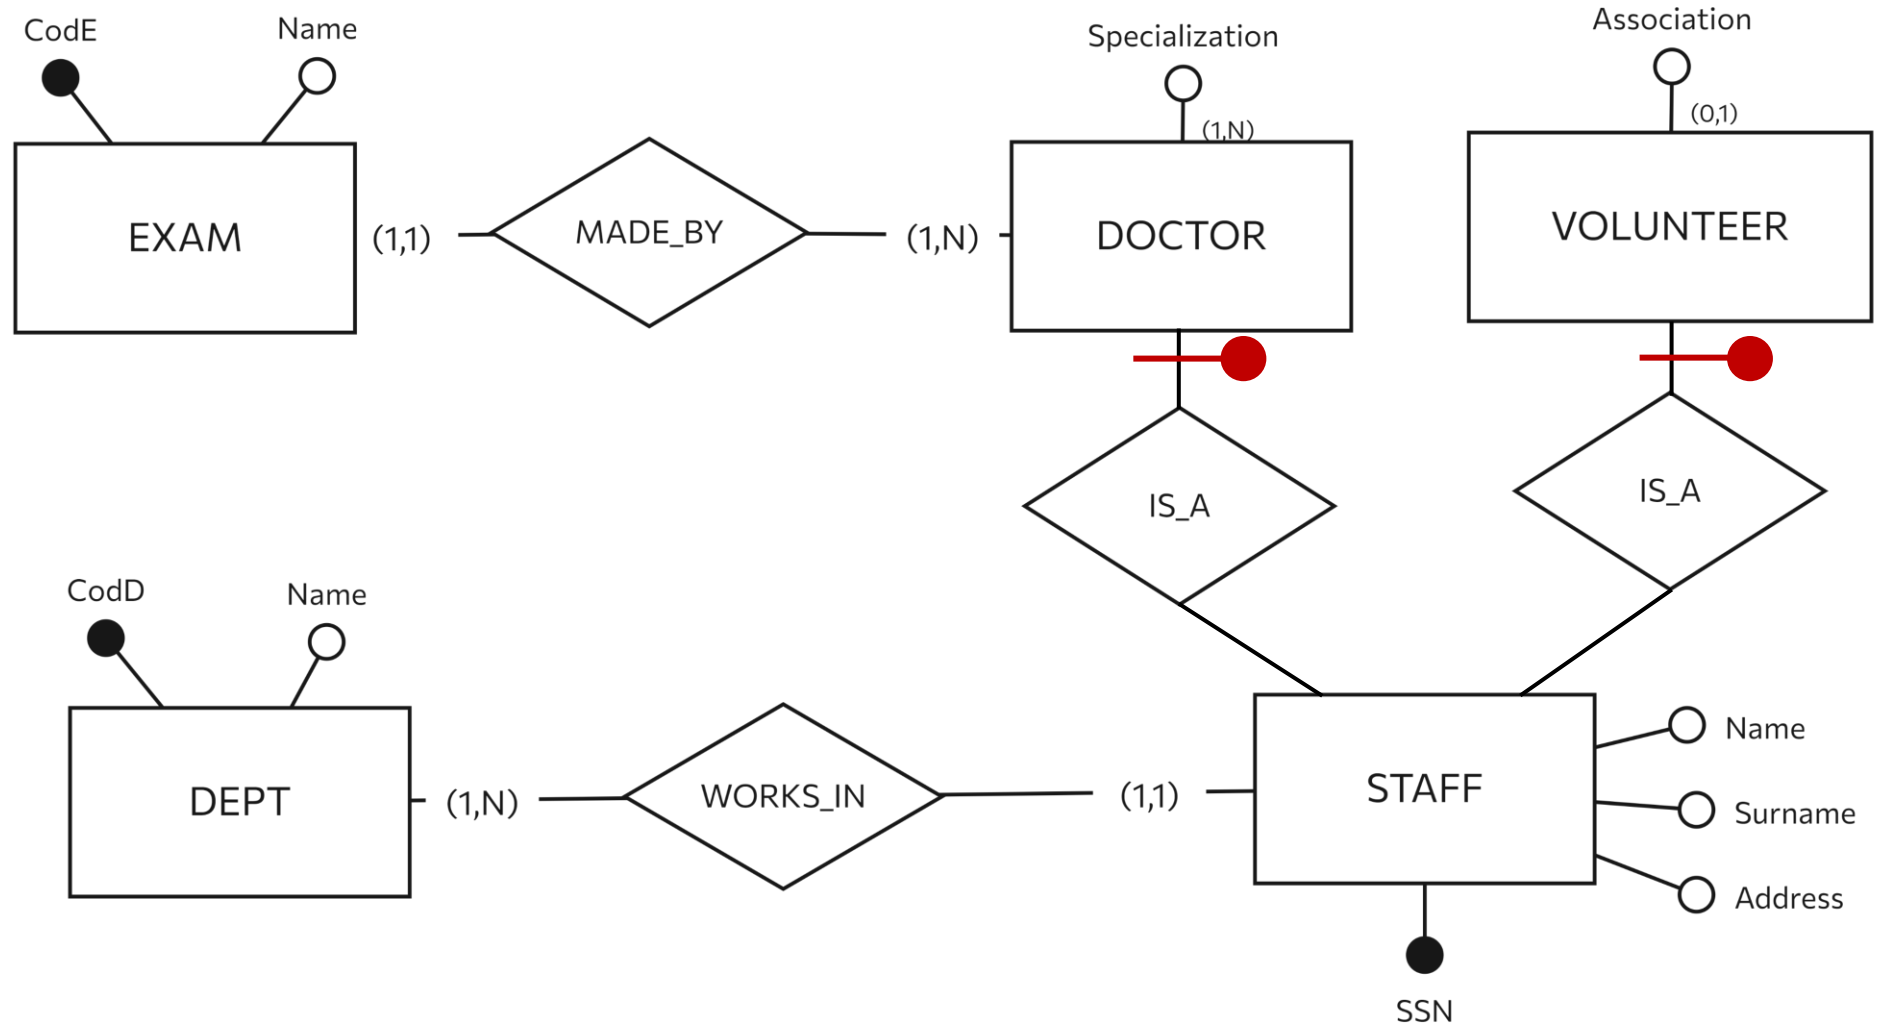 CodE
Name
Specialization
Association
(1,N)
(0,1)
EXAM
(1,1)
MADE_BY
(1,N)
DOCTOR
VOLUNTEER
IS_A
IS_A
CodD
Name
DEPT
(1,N)
WORKS_IN
(1,1)
STAFF
Name
Surname
Address
SSN